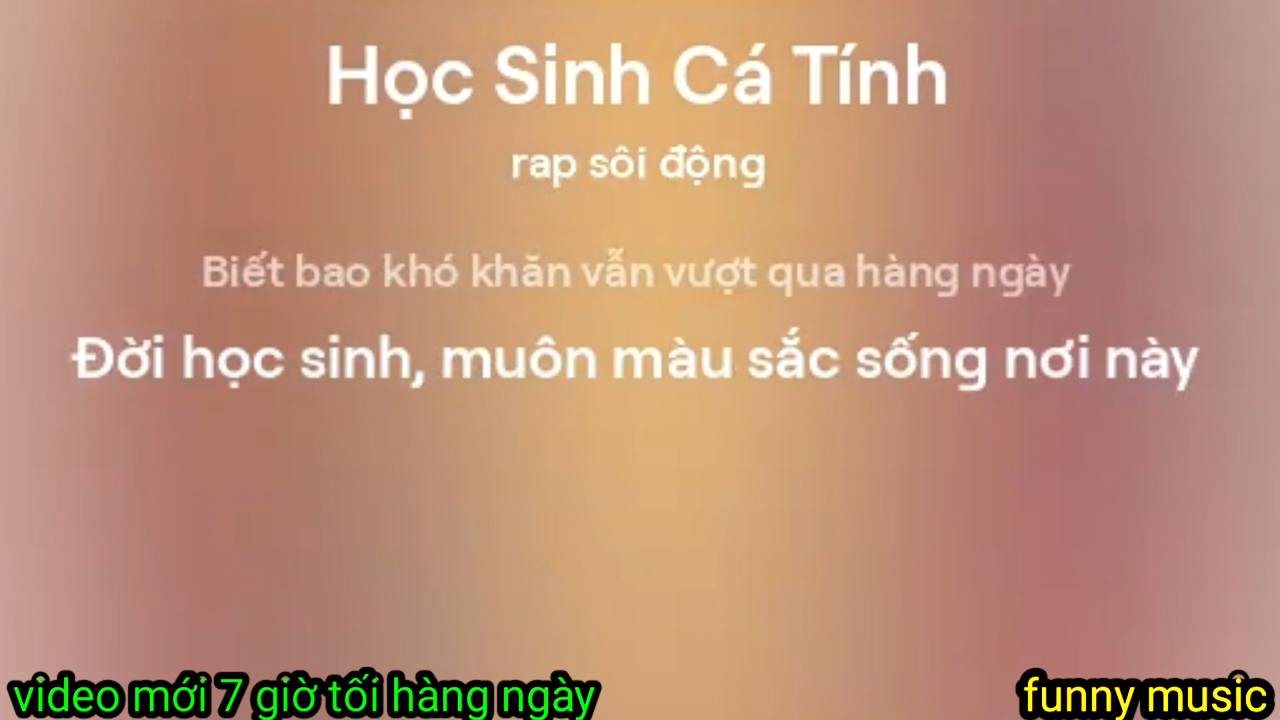 Học Sinh Cá Tính
rap sôi động
Biết bao khó khăn vẫn vượt qua hàng ngày
Đời học sinh, muôn màu sắc sống nơi này
video mới 7 giờ tối hàng ngày
funny music